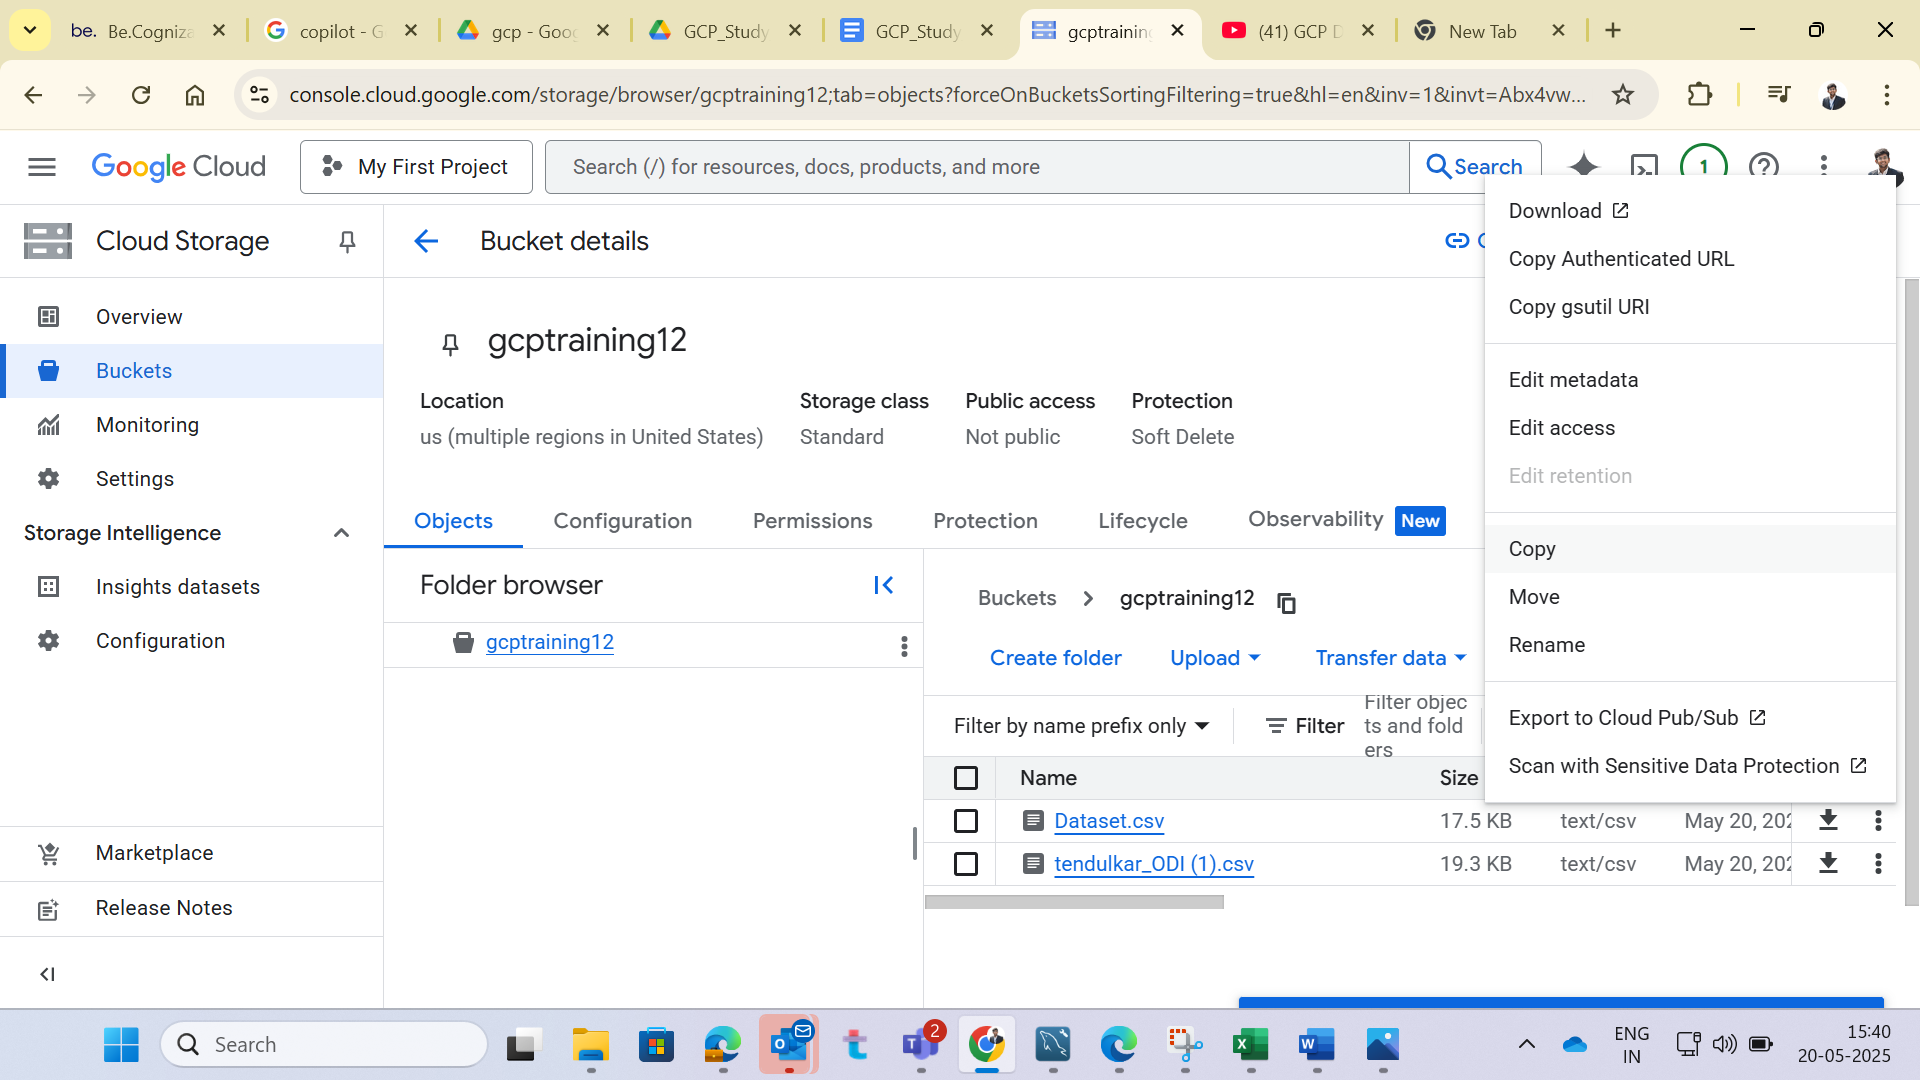 be. Be.Cogniza
copilot - G
gcp - Goog
GCP_Study
GCP_Study
gcptraining
(41) GCP D
New Tab
console.cloud.google.com/storage/browser/gcptraining12;tab=objects?forceOnBucketsSortingFiltering=true&hl=en&inv=1&invt=Abx4vw...
Google Cloud
My First Project
Search (/) for resources, docs, products, and more
Search
1
Cloud Storage
Bucket details
Overview
Buckets
Monitoring
Settings
Storage Intelligence
Insights datasets
Configuration
Marketplace
Release Notes
gcptraining12
Location
us (multiple regions in United States)
Storage class
Standard
Public access
Not public
Protection
Soft Delete
Objects
Configuration
Permissions
Protection
Lifecycle
Observability New
Folder browser
gcptraining12
Buckets
gcptraining12
Create folder
Upload
Transfer data
Filter by name prefix only
Filter
Filter objec
ts and fold
ers
Name
Size
Dataset.csv
17.5 KB
text/csv
May 20, 202
tendulkar_ODI (1).csv
19.3 KB
text/csv
May 20, 202
Download
Copy Authenticated URL
Copy gsutil URI
Edit metadata
Edit access
Edit retention
Copy
Move
Rename
Export to Cloud Pub/Sub
Scan with Sensitive Data Protection
Search
2
ENG
IN
15:40
20-05-2025